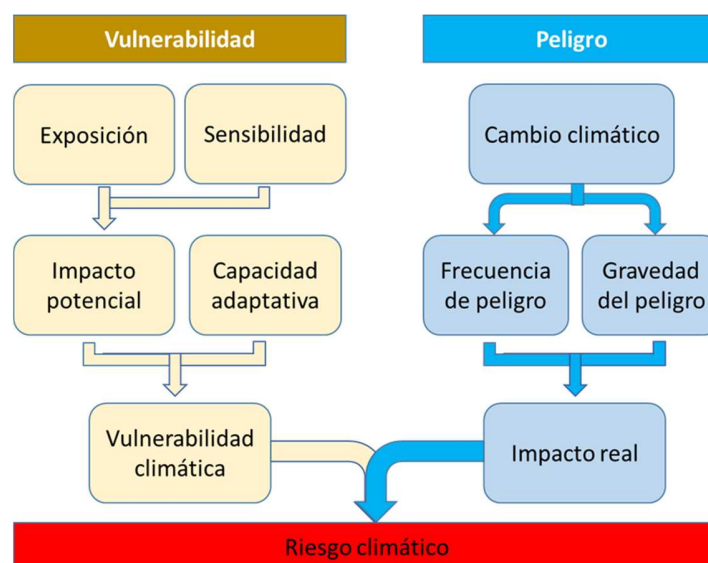 Vulnerabilidad
Peligro
Exposición
Sensibilidad
Cambio climático
Impacto
potencial
Capacidad
adaptativa
Frecuencia
de peligro
Gravedad
del peligro
Vulnerabilidad
climática
Impacto real
Riesgo climático